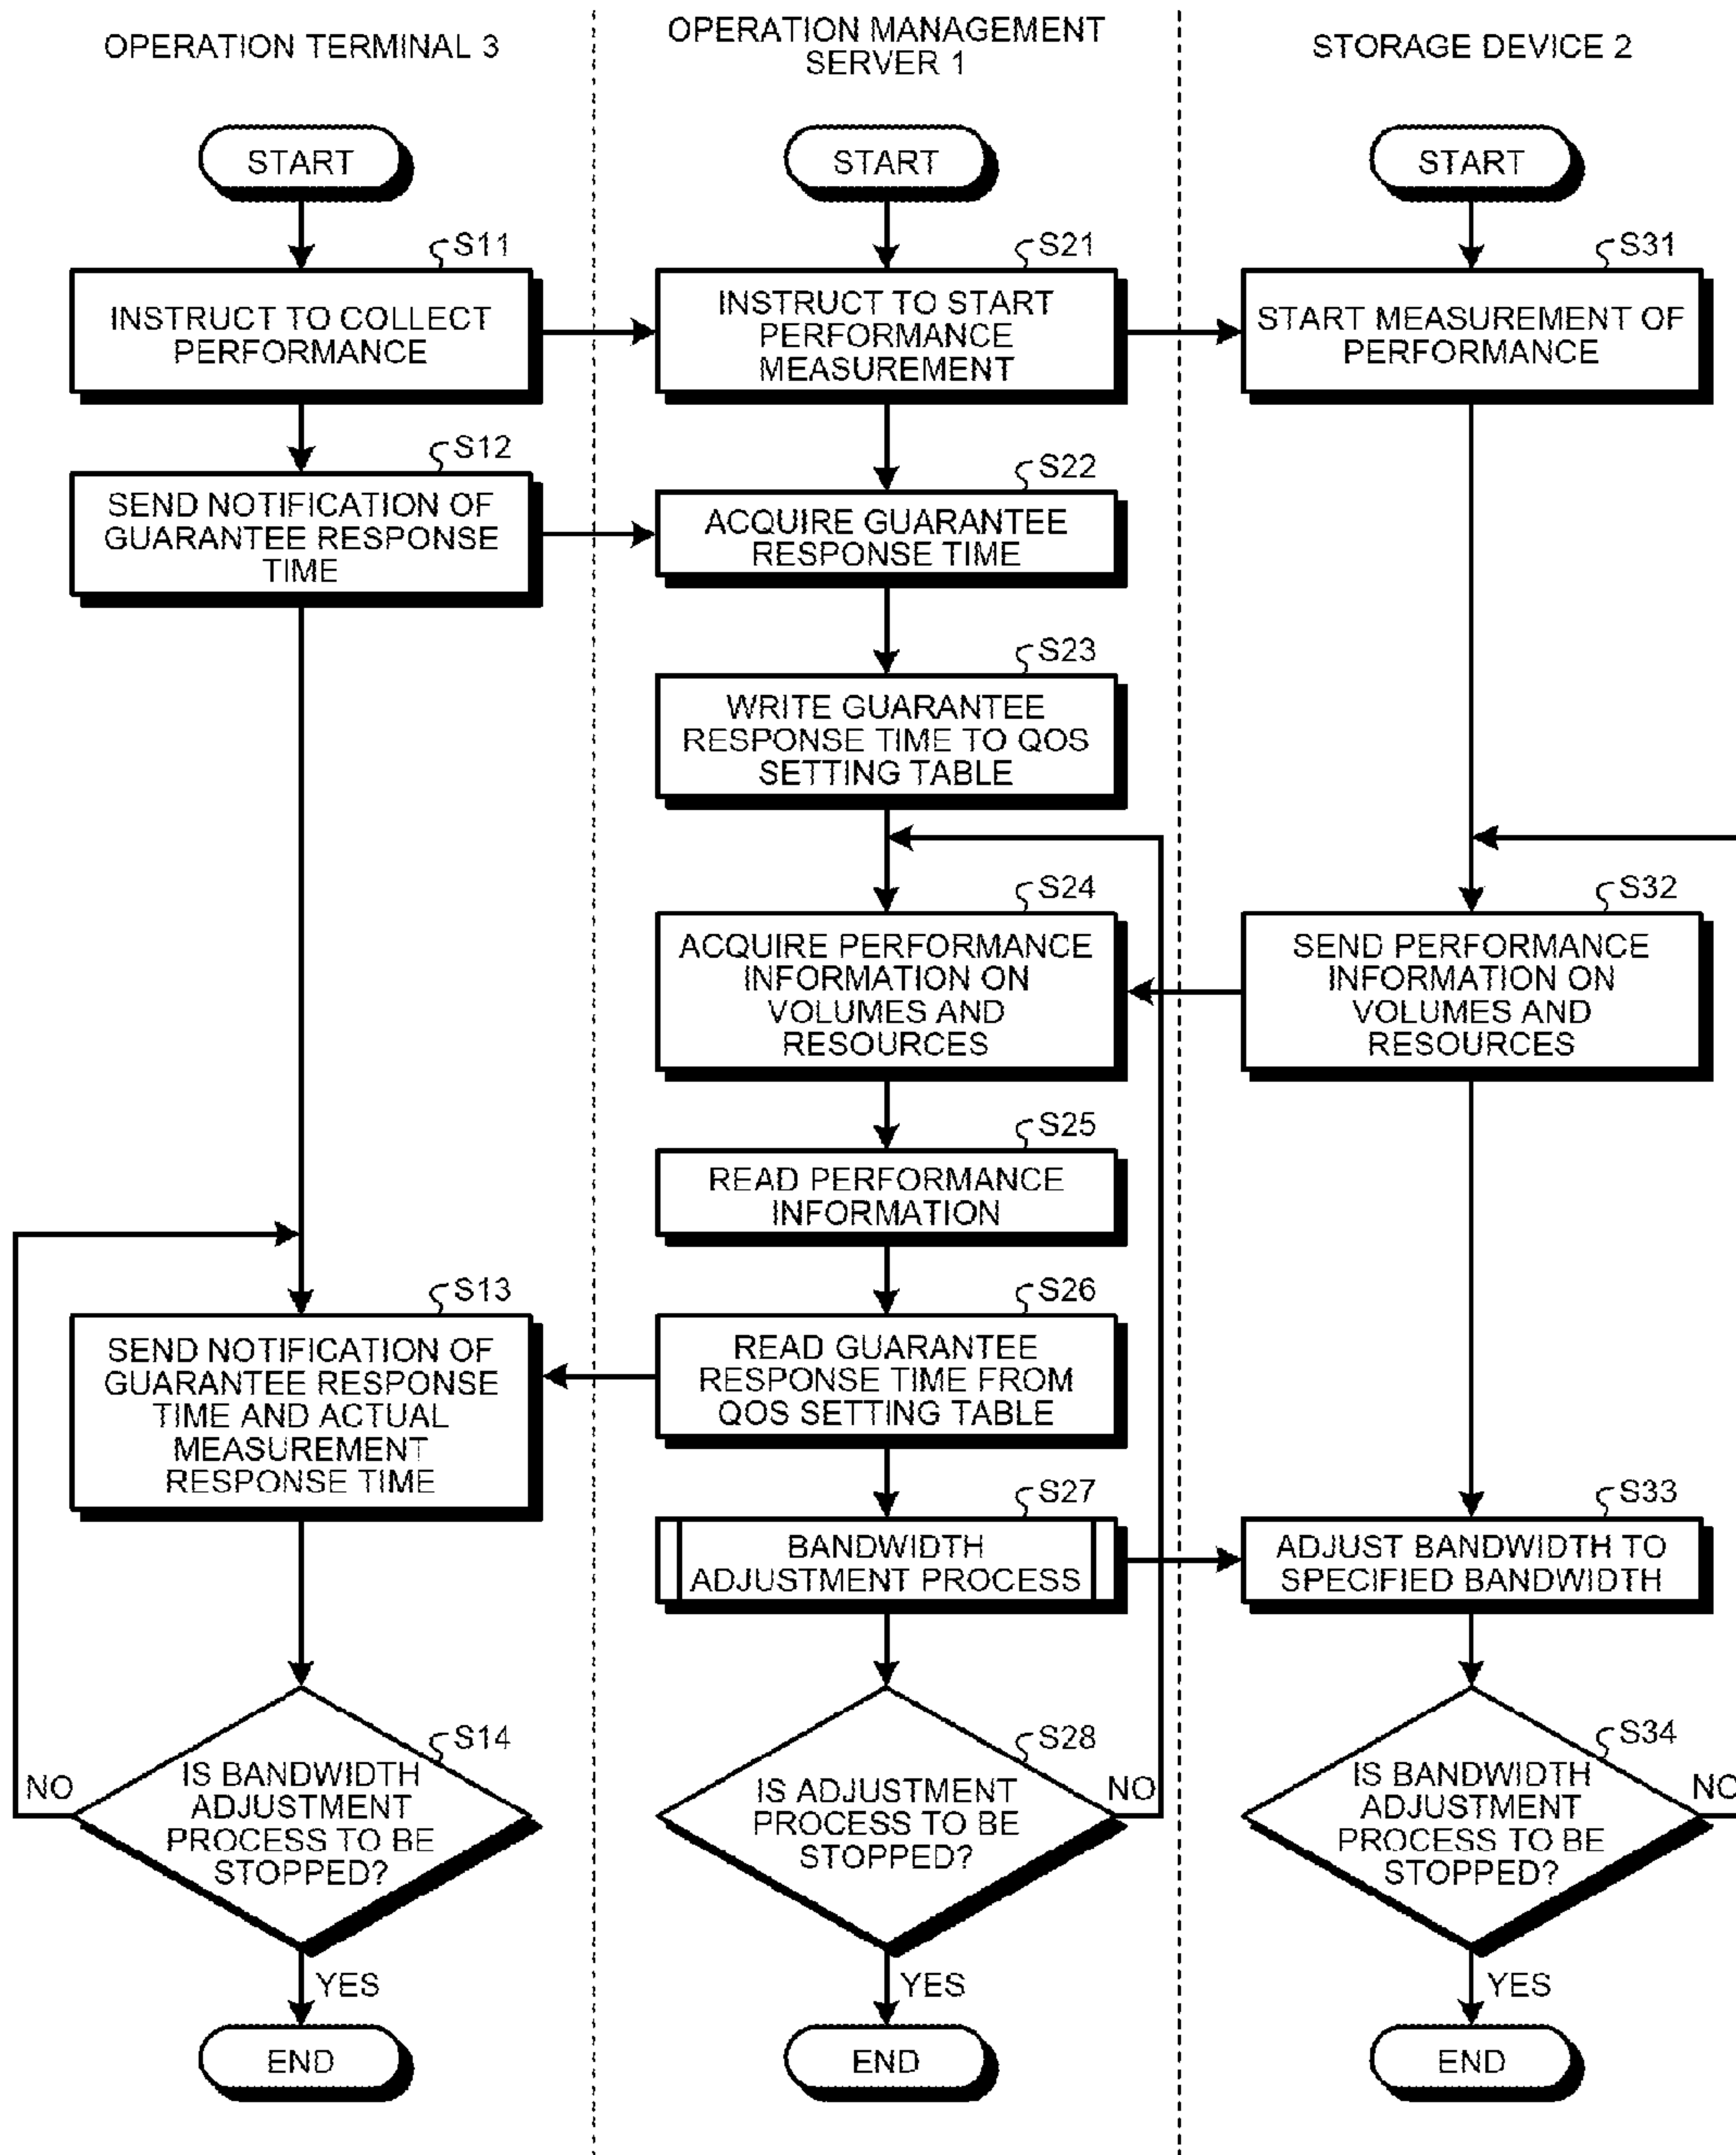 OPERATION TERMINAL 3
START
S11
INSTRUCT TO COLLECT
PERFORMANCE
S12
SEND NOTIFICATION OF
GUARANTEE RESPONSE
TIME
S13
SEND NOTIFICATION OF
GUARANTEE RESPONSE
TIME AND ACTUAL
MEASUREMENT
RESPONSE TIME
S14
IS BANDWIDTH
ADJUSTMENT
PROCESS TO BE
STOPPED?
NO
YES
END
OPERATION MANAGEMENT
SERVER 1
START
S21
INSTRUCT TO START
PERFORMANCE
MEASUREMENT
S22
ACQUIRE GUARANTEE
RESPONSE TIME
S23
WRITE GUARANTEE
RESPONSE TIME TO QOS
SETTING TABLE
S24
ACQUIRE PERFORMANCE
INFORMATION ON
VOLUMES AND
RESOURCES
S25
READ PERFORMANCE
INFORMATION
S26
READ GUARANTEE
RESPONSE TIME FROM
QOS SETTING TABLE
S27
BANDWIDTH
ADJUSTMENT PROCESS
S28
IS ADJUSTMENT
PROCESS TO BE
STOPPED?
NO
YES
END
STORAGE DEVICE 2
START
S31
START MEASUREMENT OF
PERFORMANCE
S32
SEND PERFORMANCE
INFORMATION ON
VOLUMES AND
RESOURCES
S33
ADJUST BANDWIDTH TO
SPECIFIED BANDWIDTH
S34
IS BANDWIDTH
ADJUSTMENT
PROCESS TO BE
STOPPED?
NO
YES
END